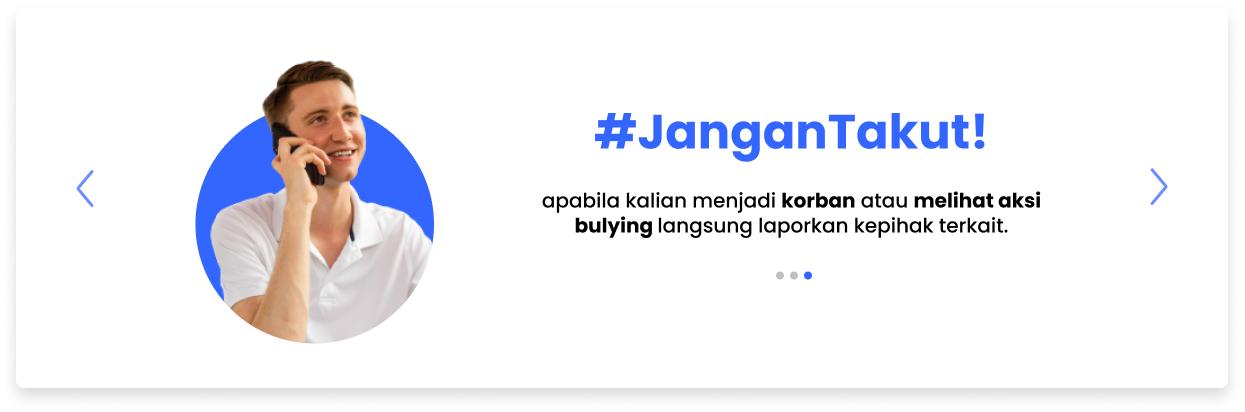 #JanganTakut!
apabila kalian menjadi korban atau melihat aksi
bulying langsung laporkan kepihak terkait.